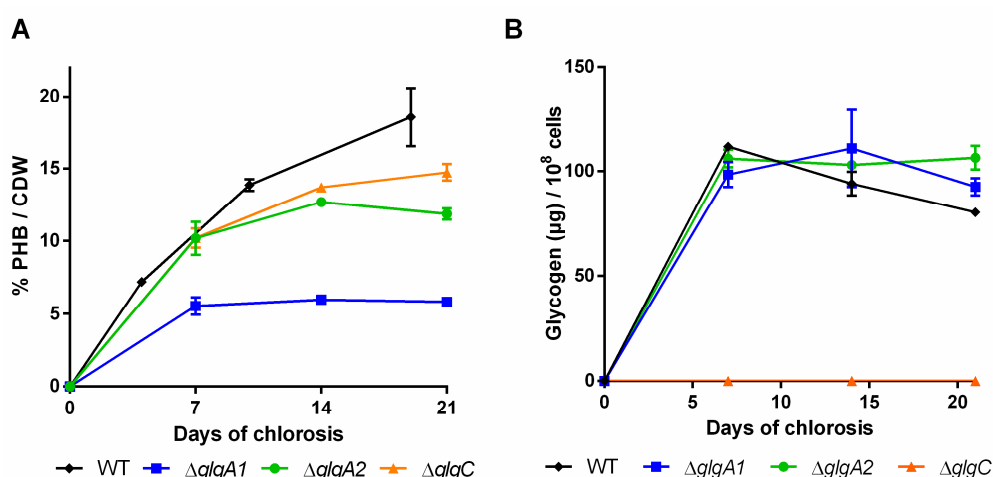 A
% PHB / CDW
20
15
10
5
0
0 7 14 21
Days of chlorosis
WT ΔglgA1 ΔglgA2 ΔglgC
B
Glycogen (µg) / 10⁸ cells
150
100
50
0
0 5 10 15 20
Days of chlorosis
WT ΔglgA1 ΔglgA2 ΔglgC